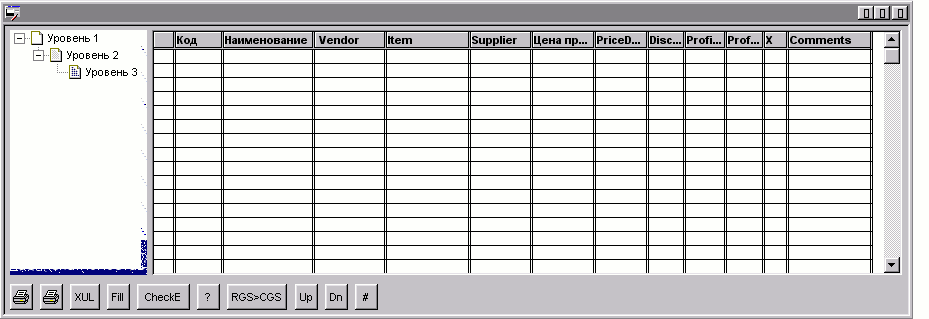 Уровень 1
Уровень 2
Уровень 3
Код Наименование Vendor Item Supplier Цена пр... PriceD... Disc... Profi... Prof... X Comments
XUL Fill CheckE ? RGS>CGS Up Dn #